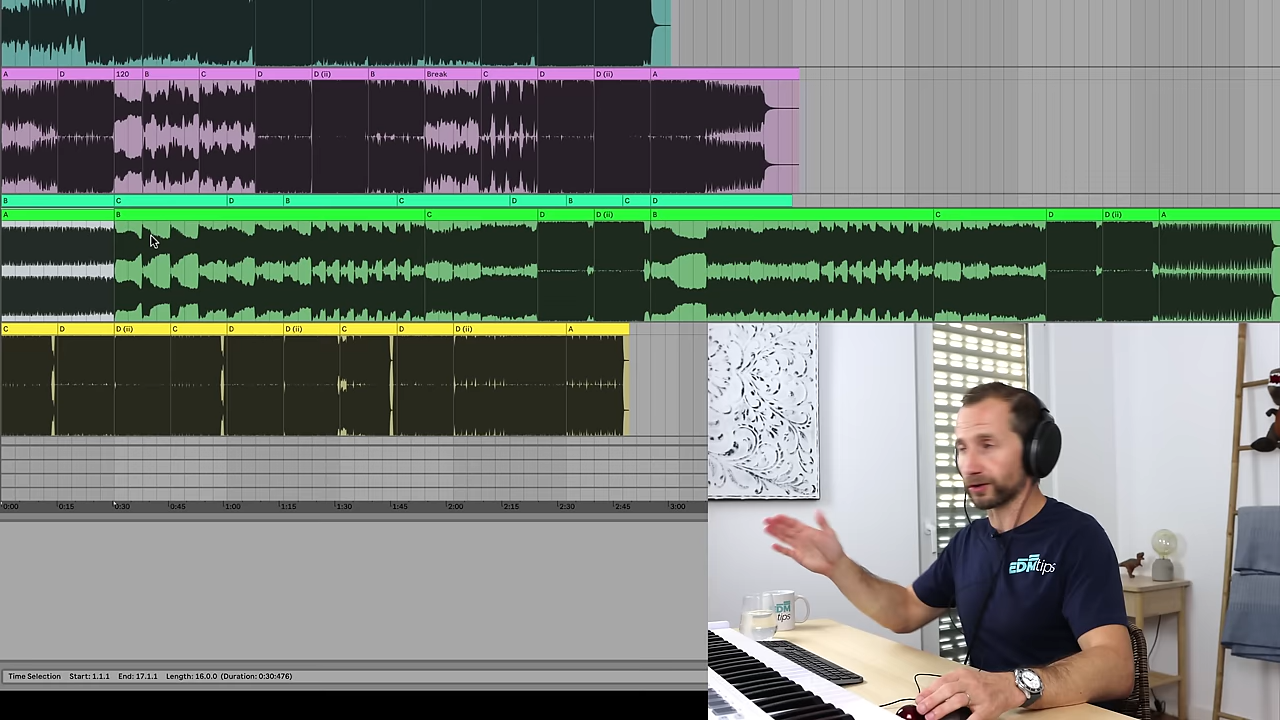 A D 120 B C D D (ii) B Break C D D (ii) A
B C D B C D B C D
A B C D D (ii) B C D D (ii) A
C D D (ii) C D D (ii) C D D (ii) A
0:00 0:15 0:30 0:45 1:00 1:15 1:30 1:45 2:00 2:15 2:30 2:45 3:00
EDMtips
DM
tips
Time Selection Start: 1.1.1 End: 17.1.1 Length: 16.0.0 (Duration: 0:30:476)